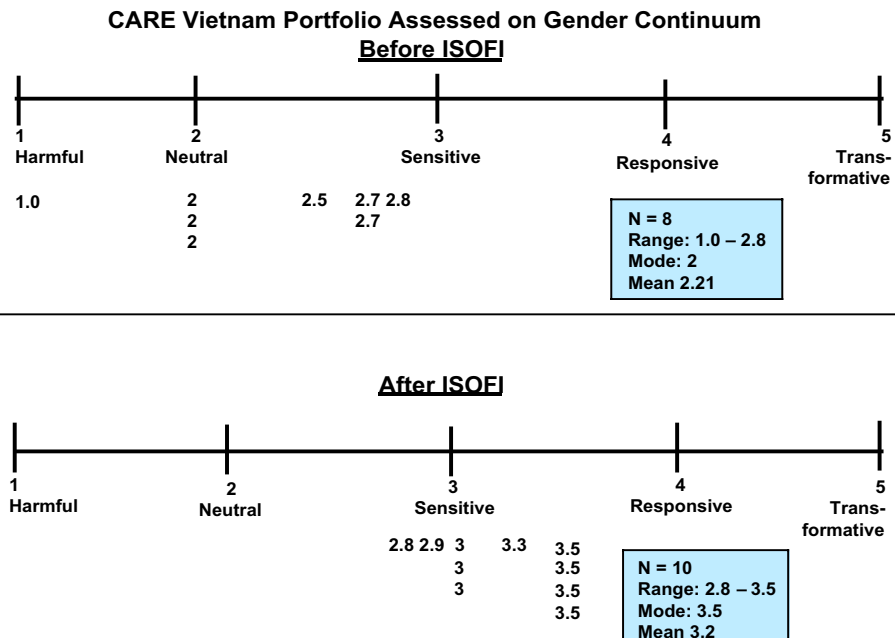 CARE Vietnam Portfolio Assessed on Gender Continuum
Before ISOFI
1 2 3 4 5
Harmful Neutral Sensitive Responsive Trans-
formative
1.0 2 2.5 2.7 2.8
2 2.7
2
N = 8
Range: 1.0 – 2.8
Mode: 2
Mean 2.21
After ISOFI
1 2 3 4 5
Harmful Neutral Sensitive Responsive Trans-
formative
2.8 2.9 3 3.3 3.5
3 3.5
3 3.5
3.5
N = 10
Range: 2.8 – 3.5
Mode: 3.5
Mean 3.2